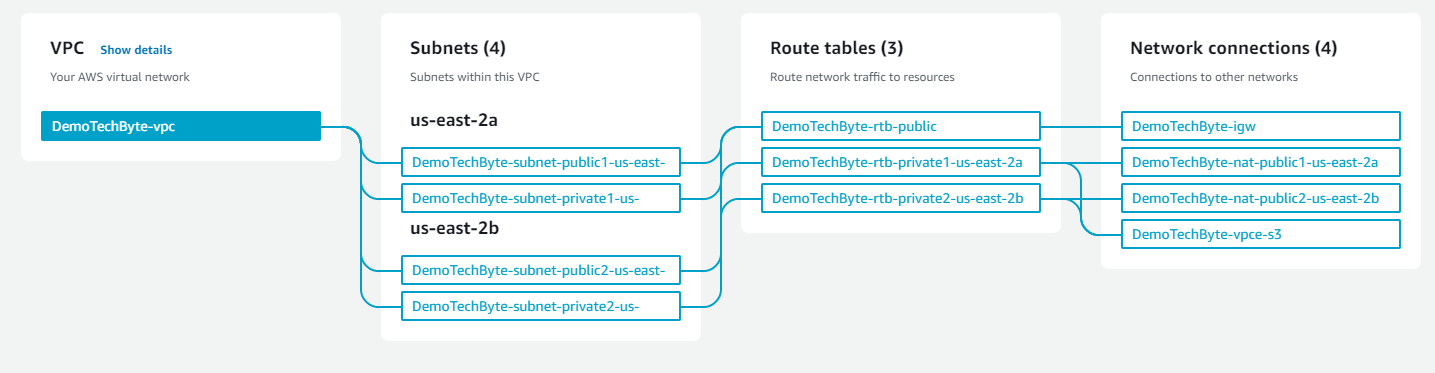 VPC Show details
Your AWS virtual network
DemoTechByte-vpc
Subnets (4)
Subnets within this VPC
us-east-2a
DemoTechByte-subnet-public1-us-east-
DemoTechByte-subnet-private1-us-
us-east-2b
DemoTechByte-subnet-public2-us-east-
DemoTechByte-subnet-private2-us-
Route tables (3)
Route network traffic to resources
DemoTechByte-rtb-public
DemoTechByte-rtb-private1-us-east-2a
DemoTechByte-rtb-private2-us-east-2b
Network connections (4)
Connections to other networks
DemoTechByte-igw
DemoTechByte-nat-public1-us-east-2a
DemoTechByte-nat-public2-us-east-2b
DemoTechByte-vpce-s3